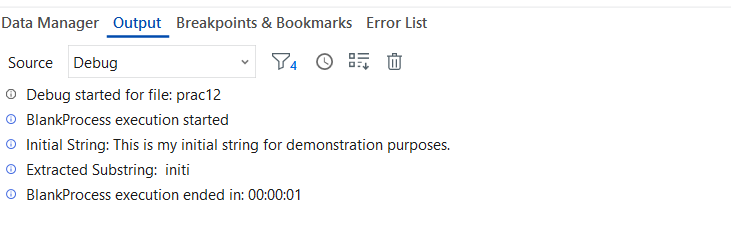 Data Manager Output Breakpoints & Bookmarks Error List
Source Debug 4
Debug started for file: prac12
BlankProcess execution started
Initial String: This is my initial string for demonstration purposes.
Extracted Substring:  initi
BlankProcess execution ended in: 00:00:01